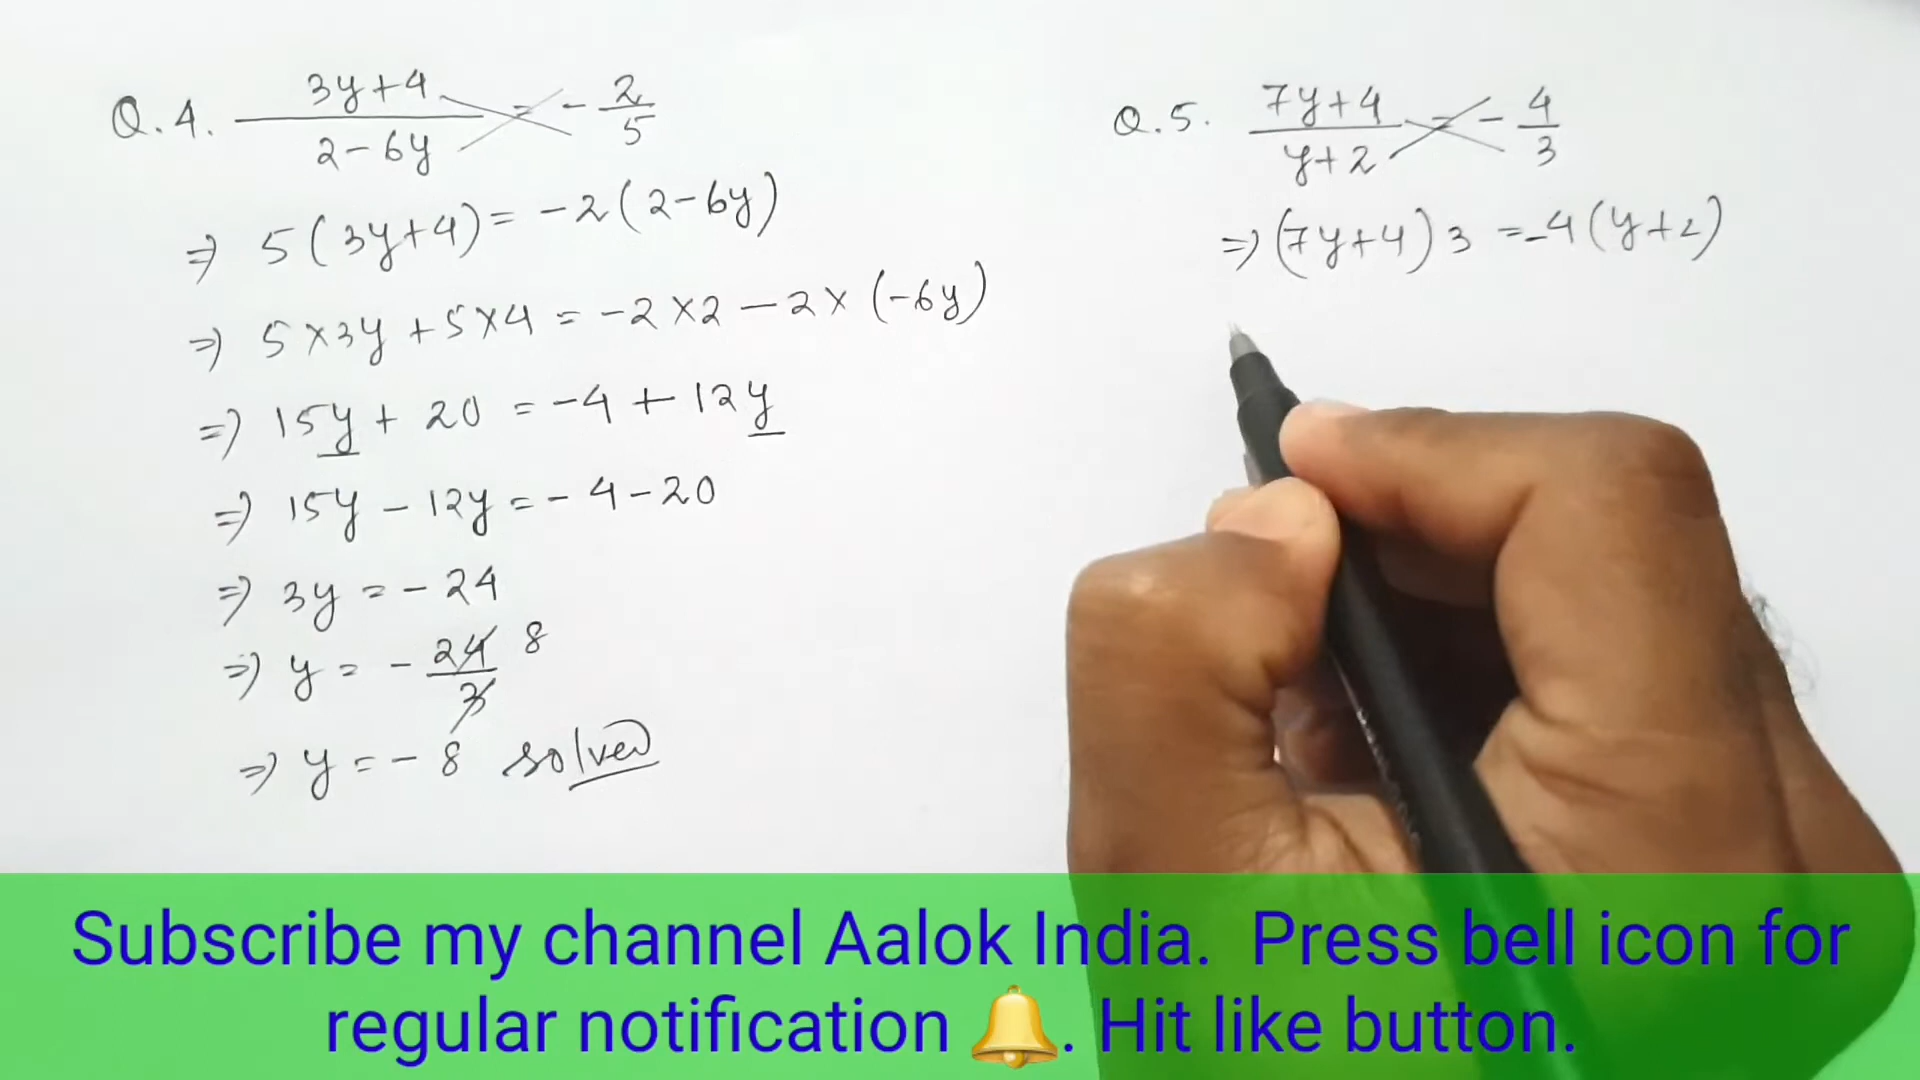 Q.4. 3y+4 / 2-6y = - 2/5
⇒ 5(3y+4) = -2(2-6y)
⇒ 5×3y+5×4 = -2×2-2×(-6y)
⇒ 15y+20 = -4+12y
⇒ 15y-12y = -4-20
⇒ 3y = -24
⇒ y = - 24/3 8
⇒ y = -8 solved
Q.5. 7y+4 / y+2 = - 4/3
⇒ (7y+4)3 = -4(y+2)
Subscribe my channel Aalok India. Press bell icon for
regular notification 🔔. Hit like button.